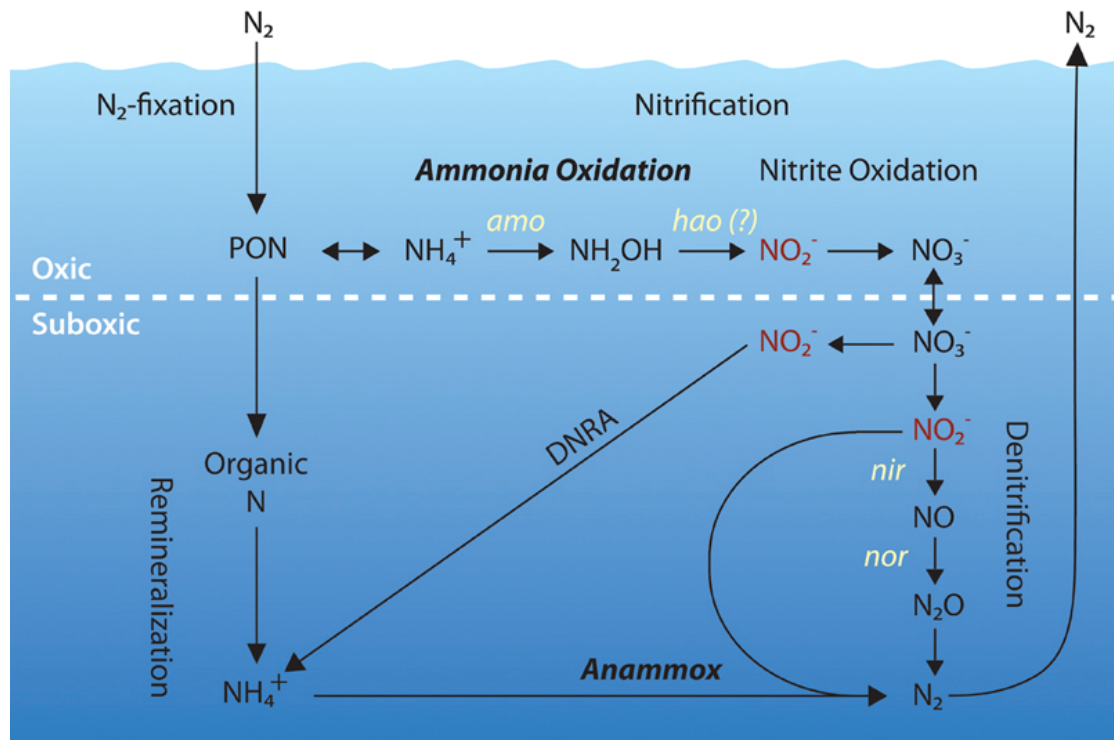 N₂
N₂
N₂-fixation
Nitrification
Ammonia Oxidation
Nitrite Oxidation
amo
hao (?)
PON
NH₄⁺
NH₂OH
NO₂⁻
NO₃⁻
Oxic
Suboxic
NO₂⁻
NO₃⁻
DNRA
NO₂⁻
Organic
N
nir
Remineralization
Denitrification
NO
nor
N₂O
Anammox
NH₄⁺
N₂